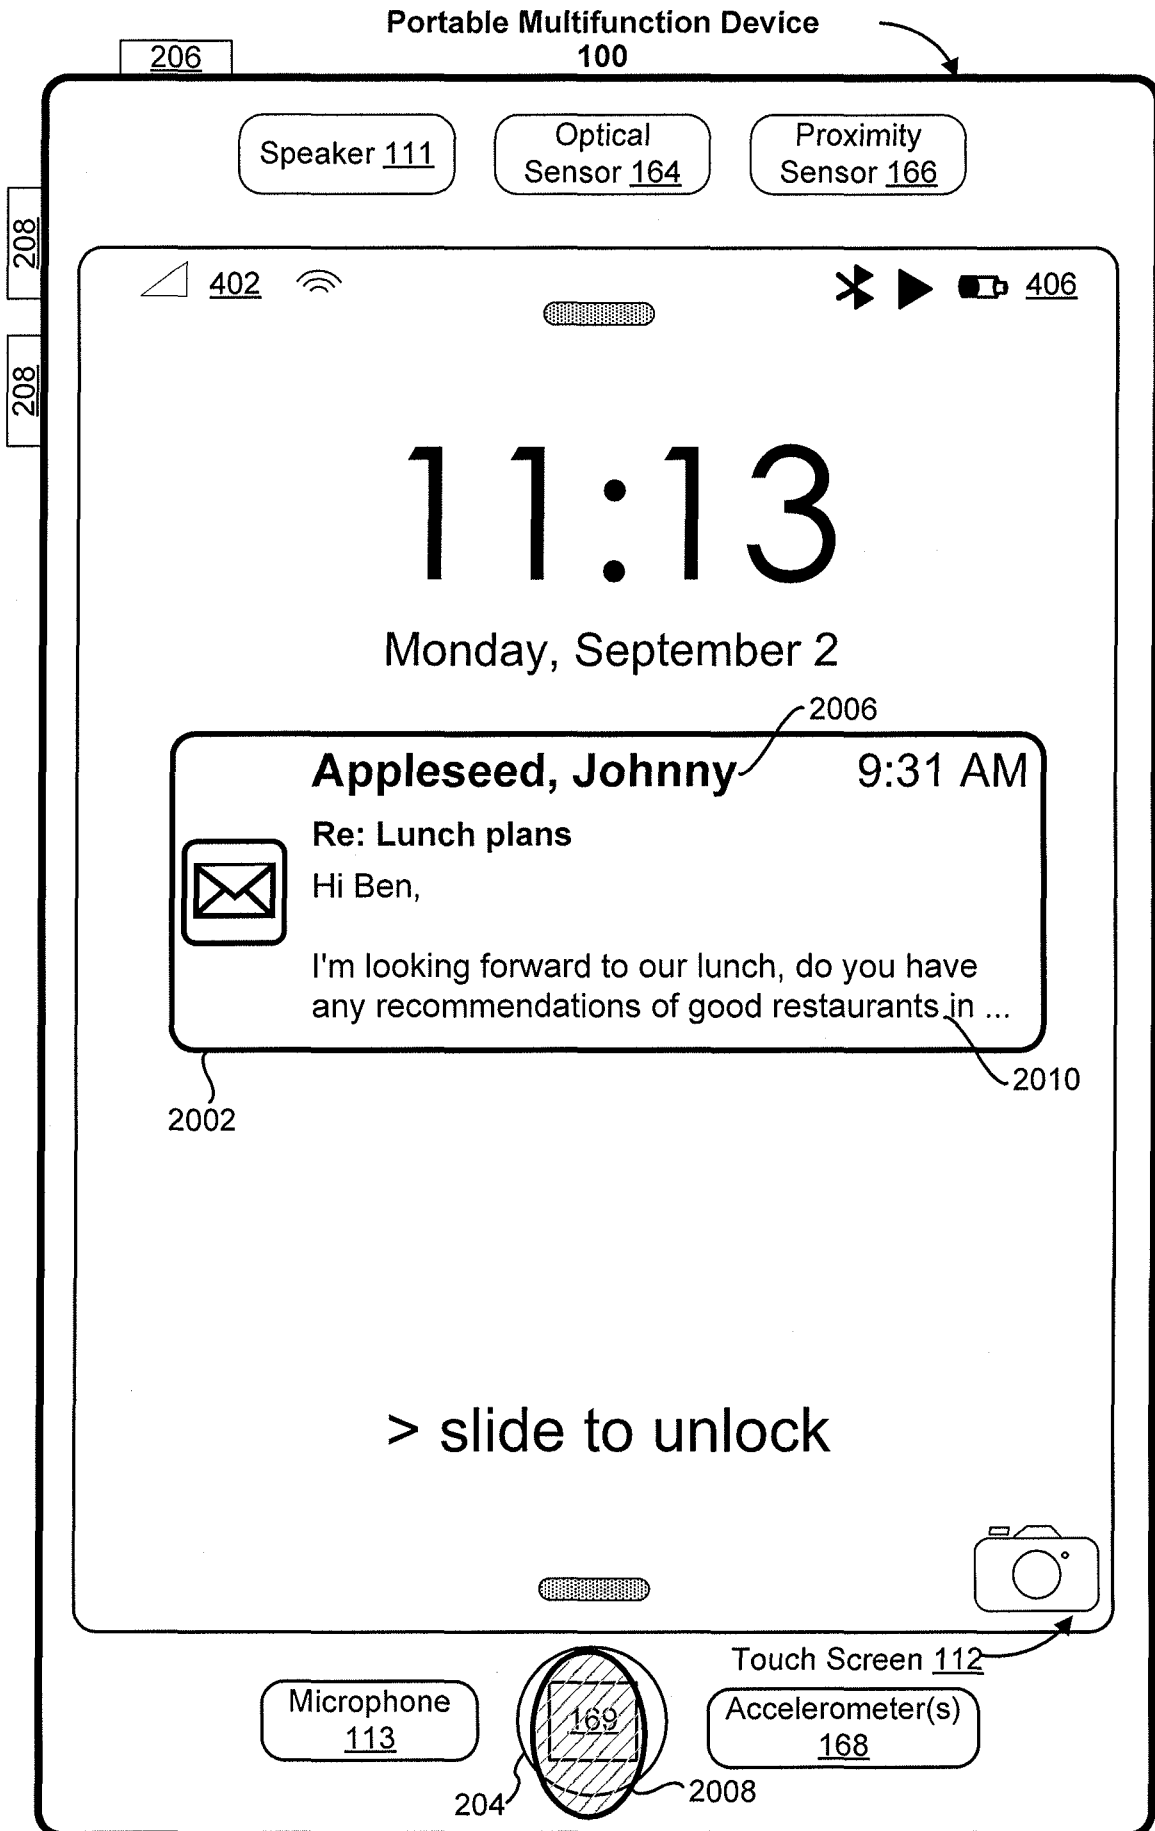 Portable Multifunction Device
100
206
Speaker 111
Optical
Sensor 164
Proximity
Sensor 166
208
208
402
406
11:13
Monday, September 2
2006
Appleseed, Johnny
9:31 AM
Re: Lunch plans
Hi Ben,
I'm looking forward to our lunch, do you have
any recommendations of good restaurants in ...
2010
2002
> slide to unlock
Touch Screen 112
Microphone
113
169
Accelerometer(s)
168
204
2008